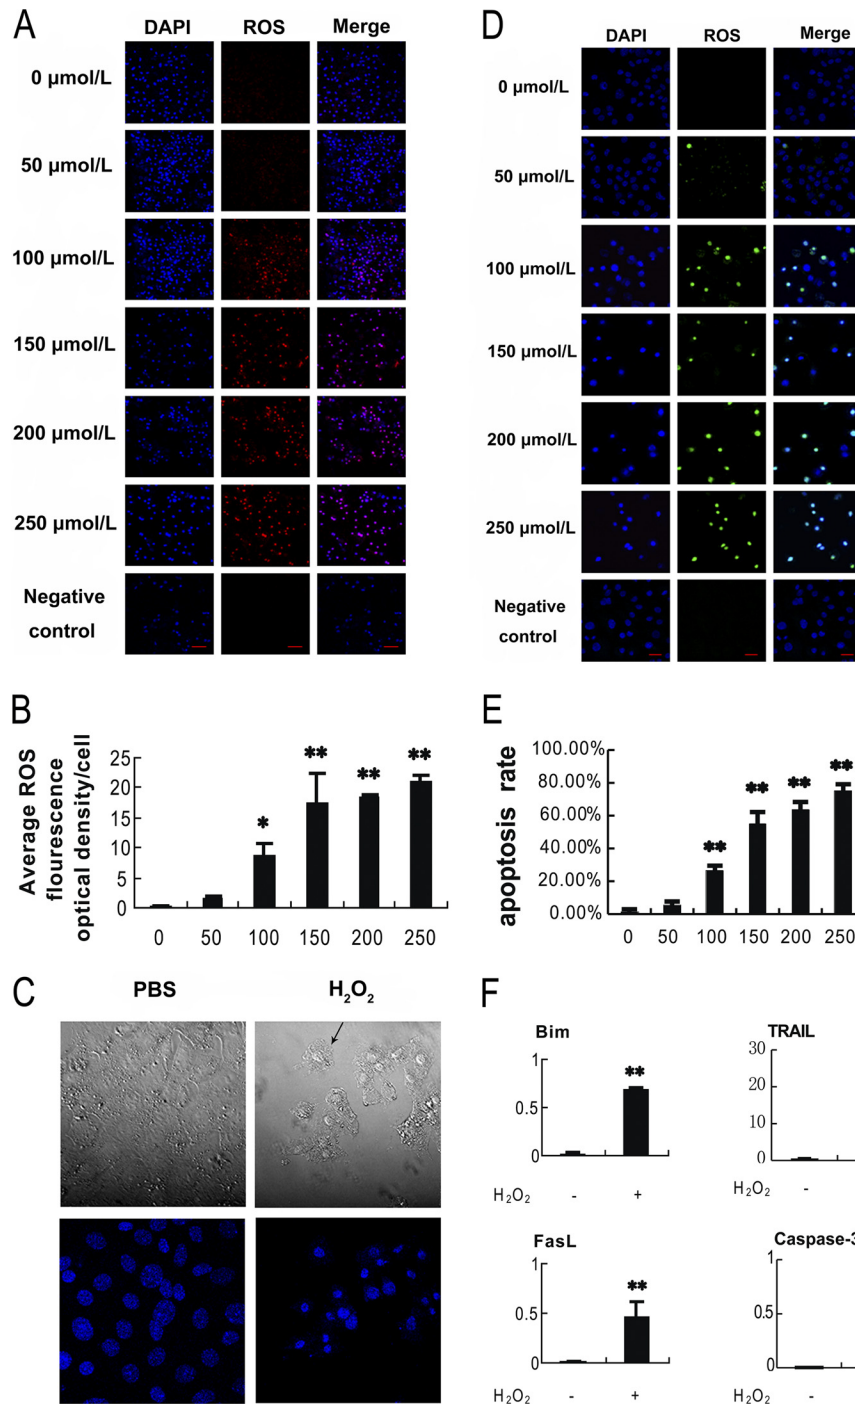 A
DAPI ROS Merge
0 µmol/L
50 µmol/L
100 µmol/L
150 µmol/L
200 µmol/L
250 µmol/L
Negative
control
D
DAPI ROS Merge
0 µmol/L
50 µmol/L
100 µmol/L
150 µmol/L
200 µmol/L
250 µmol/L
Negative
control
B
Average ROS
flourescence
optical density/cell
25
20
15
10
5
0
* ** ** **
0 50 100 150 200 250
E
apoptosis rate
100.00%
80.00%
60.00%
40.00%
20.00%
0.00%
** ** ** **
0 50 100 150 200 250
C
PBS H₂O₂
F
Bim
1
0.5
0
**
H₂O₂ - +
TRAIL
30
20
10
0
H₂O₂ -
FasL
1
0.5
0
**
H₂O₂ - +
Caspase-3
1
0.5
0
H₂O₂ -